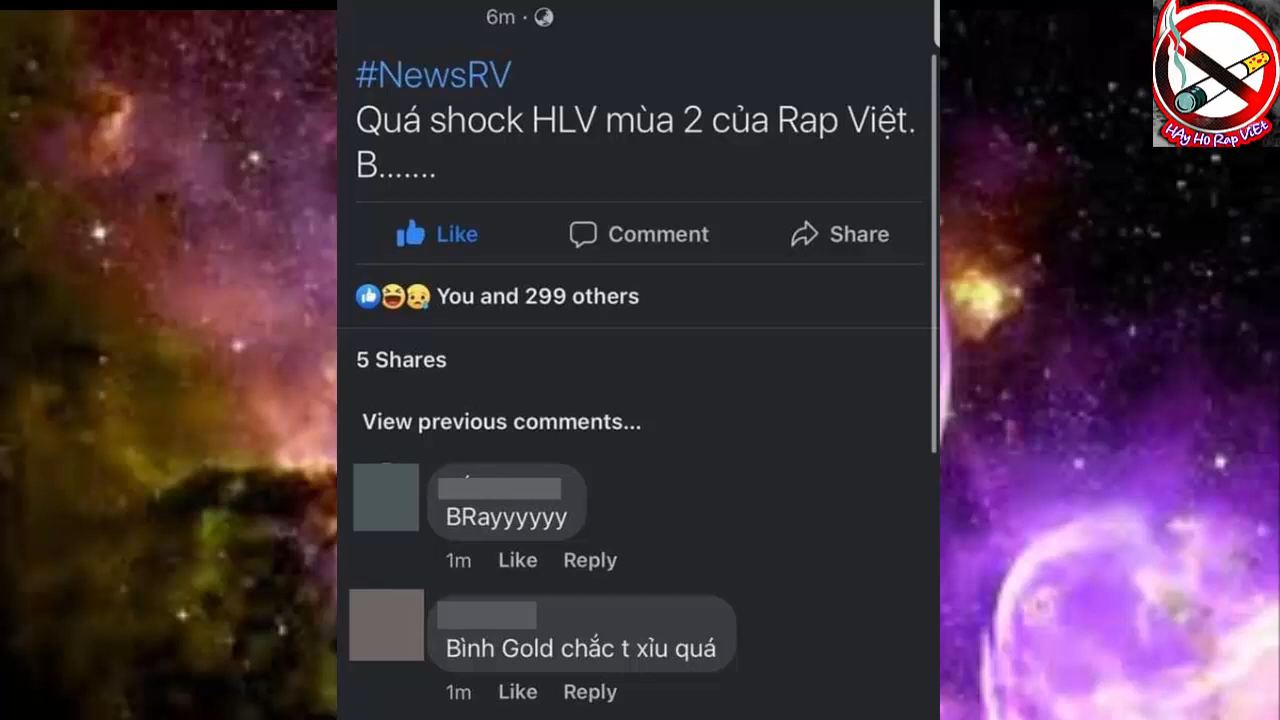 6m ·
#NewsRV
Quá shock HLV mùa 2 của Rap Việt.
B.......
Like Comment Share
You and 299 others
5 Shares
View previous comments...
BRayyyyyy
1m Like Reply
Bình Gold chắc t xỉu quá
1m Like Reply
HAy Ho Rap ViEt